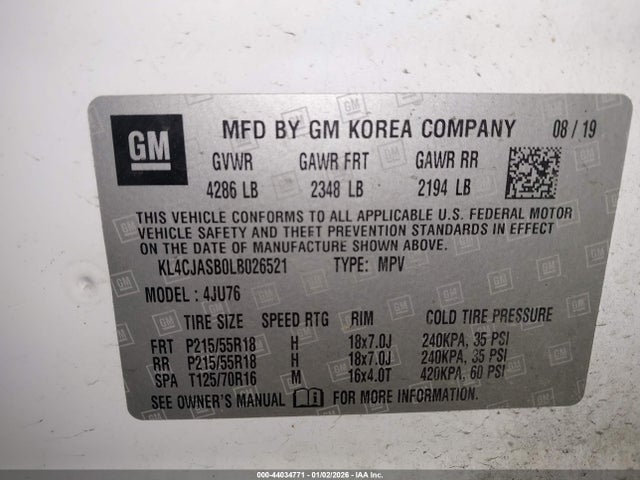 GM MFD BY GM KOREA COMPANY 08 / 19
GVWR GAWR FRT GAWR RR
4286 LB 2348 LB 2194 LB
THIS VEHICLE CONFORMS TO ALL APPLICABLE U.S. FEDERAL MOTOR
VEHICLE SAFETY AND THEFT PREVENTION STANDARDS IN EFFECT
ON THE DATE OF MANUFACTURE SHOWN ABOVE.
KL4CJASB0LB026521 TYPE: MPV
MODEL: 4JU76
TIRE SIZE SPEED RTG RIM COLD TIRE PRESSURE
FRT P215/55R18 H 18x7.0J 240KPA, 35 PSI
RR P215/55R18 H 18x7.0J 240KPA, 35 PSI
SPA T125/70R16 M 16x4.0T 420KPA, 60 PSI
SEE OWNER'S MANUAL FOR MORE INFORMATION.
000-44034771 - 01/02/2026 - IAA Inc.